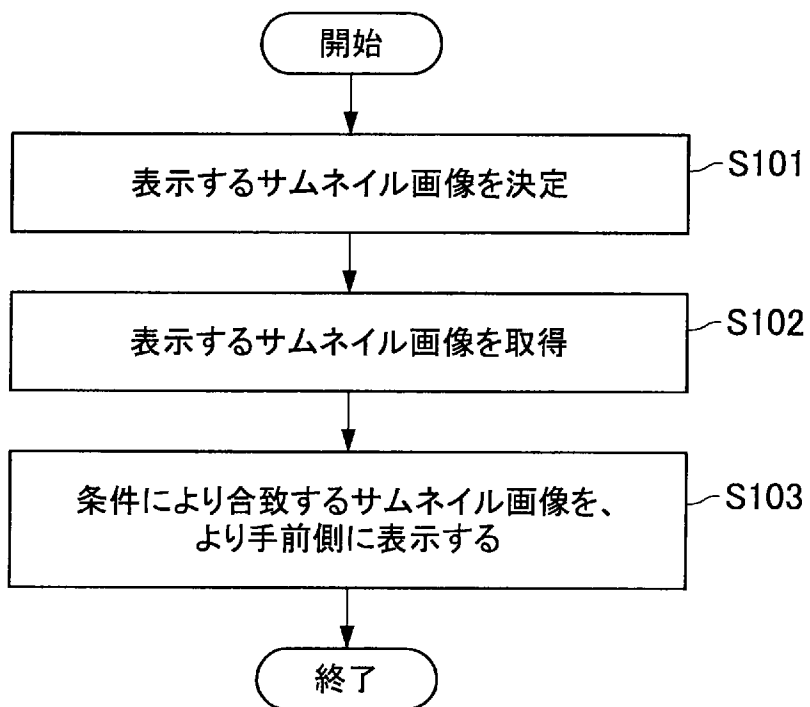 開始
表示するサムネイル画像を決定
S101
表示するサムネイル画像を取得
S102
条件により合致するサムネイル画像を、
より手前側に表示する
S103
終了